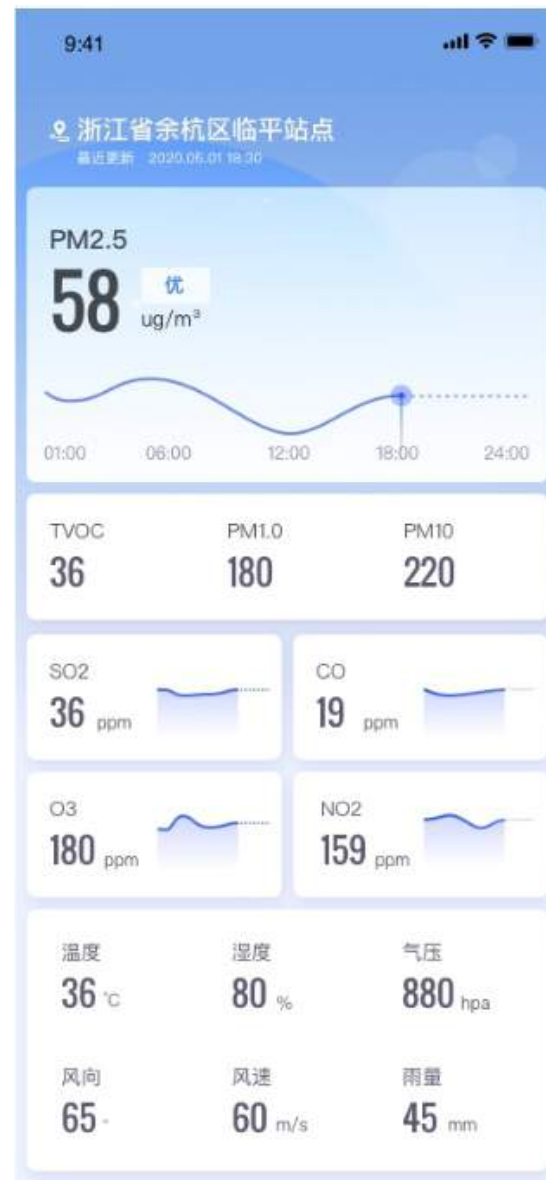 9:41
浙江省余杭区临平站点
最近更新 2020.05.01 18:30
PM2.5
58 优
ug/m³
01:00 06:00 12:00 18:00 24:00
TVOC PM1.0 PM10
36 180 220
SO2 CO
36 ppm 19 ppm
O3 NO2
180 ppm 159 ppm
温度 湿度 气压
36 °C 80 % 880 hpa
风向 风速 雨量
65 ° 60 m/s 45 mm